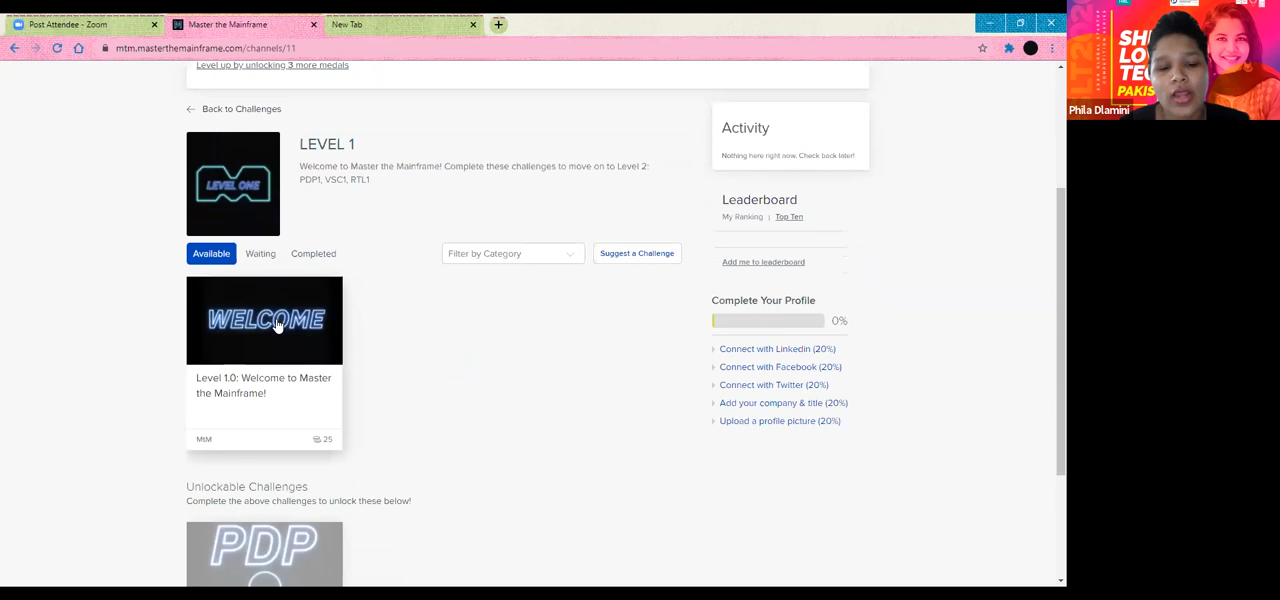 Post Attendee - Zoom
Master the Mainframe
New Tab
mtm.masterthemainframe.com/channels/11
Level up by unlocking 3 more medals
Back to Challenges
LEVEL ONE
LEVEL 1
Welcome to Master the Mainframe! Complete these challenges to move on to Level 2:
PDP1, VSC1, RTL1
Available
Waiting
Completed
Filter by Category
Suggest a Challenge
WELCOME
Level 1.0: Welcome to Master
the Mainframe!
MtM
25
Unlockable Challenges
Complete the above challenges to unlock these below!
PDP
Activity
Nothing here right now. Check back later!
Leaderboard
My Ranking | Top Ten
Add me to leaderboard
Complete Your Profile
0%
Connect with Linkedin (20%)
Connect with Facebook (20%)
Connect with Twitter (20%)
Add your company & title (20%)
Upload a profile picture (20%)
PAKIS
Phila Dlamini